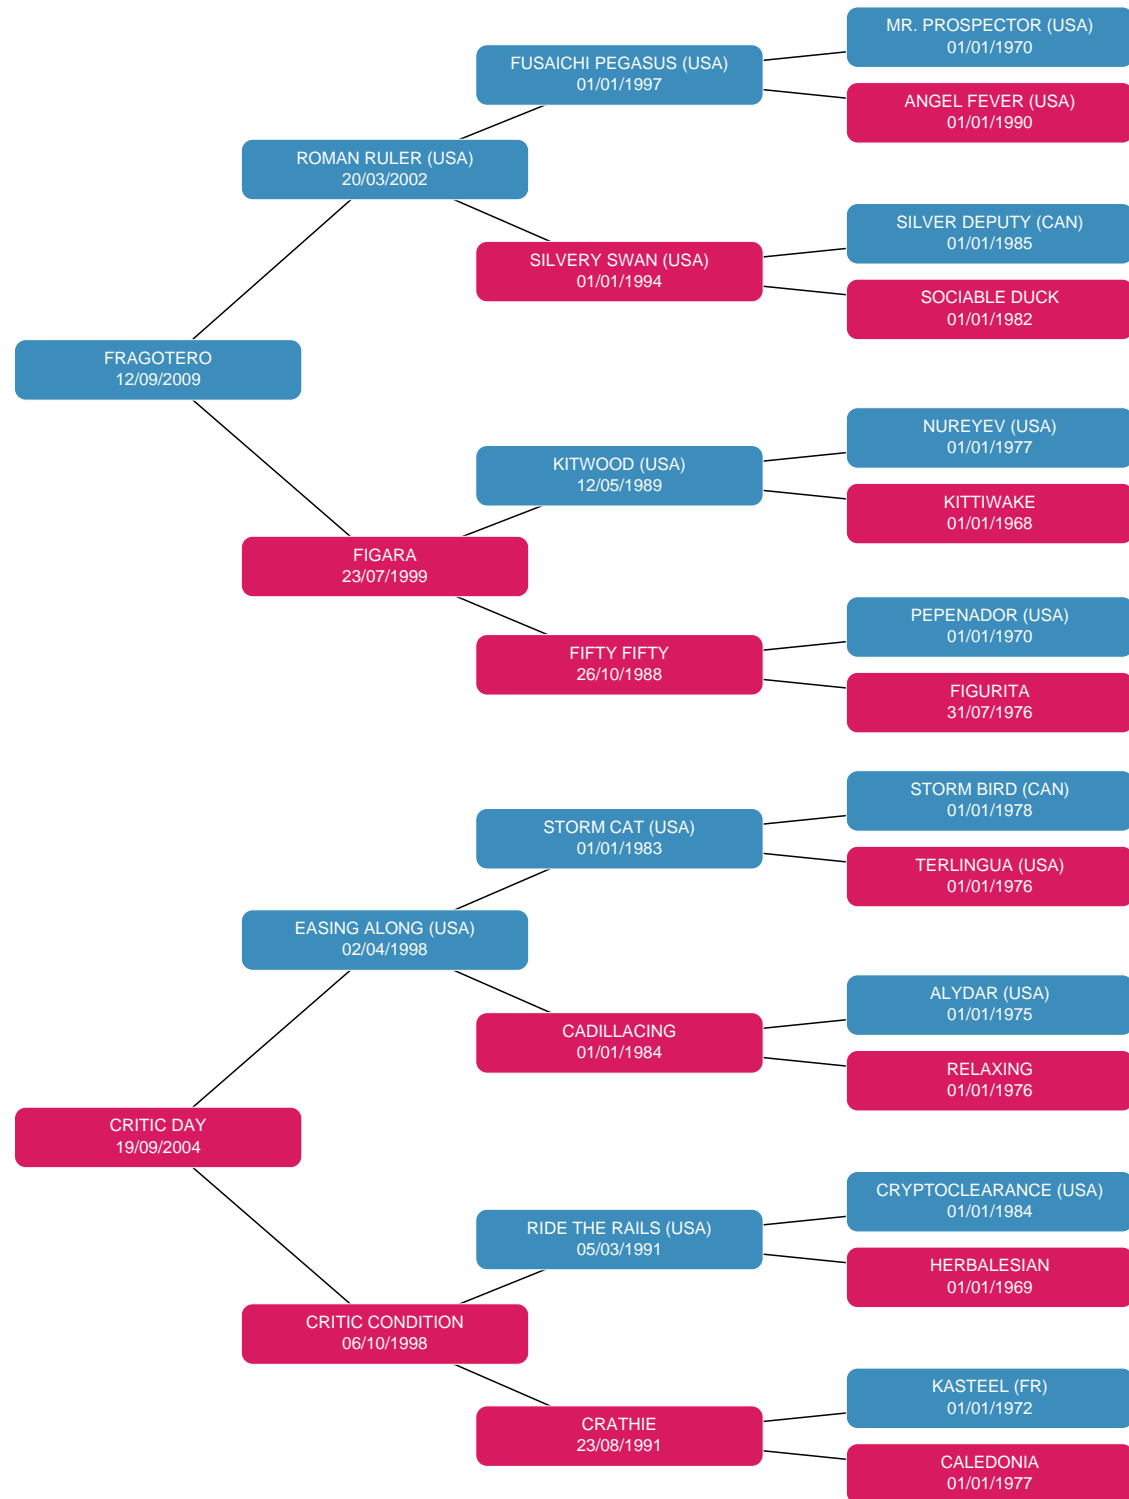 MR. PROSPECTOR (USA)
01/01/1970
FUSAICHI PEGASUS (USA)
01/01/1997
ANGEL FEVER (USA)
01/01/1990
ROMAN RULER (USA)
20/03/2002
SILVER DEPUTY (CAN)
01/01/1985
SILVERY SWAN (USA)
01/01/1994
SOCIABLE DUCK
01/01/1982
FRAGOTERO
12/09/2009
NUREYEV (USA)
01/01/1977
KITWOOD (USA)
12/05/1989
KITTIWAKE
01/01/1968
FIGARA
23/07/1999
PEPENADOR (USA)
01/01/1970
FIFTY FIFTY
26/10/1988
FIGURITA
31/07/1976
STORM BIRD (CAN)
01/01/1978
STORM CAT (USA)
01/01/1983
TERLINGUA (USA)
01/01/1976
EASING ALONG (USA)
02/04/1998
ALYDAR (USA)
01/01/1975
CADILLACING
01/01/1984
RELAXING
01/01/1976
CRITIC DAY
19/09/2004
CRYPTOCLEARANCE (USA)
01/01/1984
RIDE THE RAILS (USA)
05/03/1991
HERBALESIAN
01/01/1969
CRITIC CONDITION
06/10/1998
KASTEEL (FR)
01/01/1972
CRATHIE
23/08/1991
CALEDONIA
01/01/1977